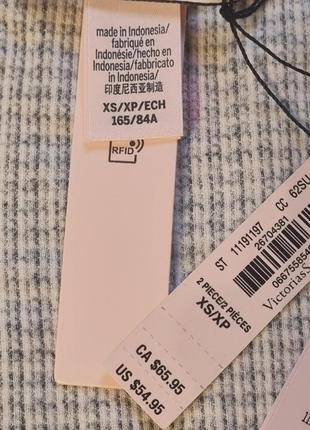 made in Indonesia/
fabriqué en
Indonésie/hecho en
Indonesia/fabbricato
in Indonesia/
印度尼西亚制造
XS/XP/ECH
165/84A
RFID
ST 11191197 CC 62SU
26704381
06675585
2 PIECE/2 PIÈCES
XS/XP
Victoria's
CA $65.95
US $54.95